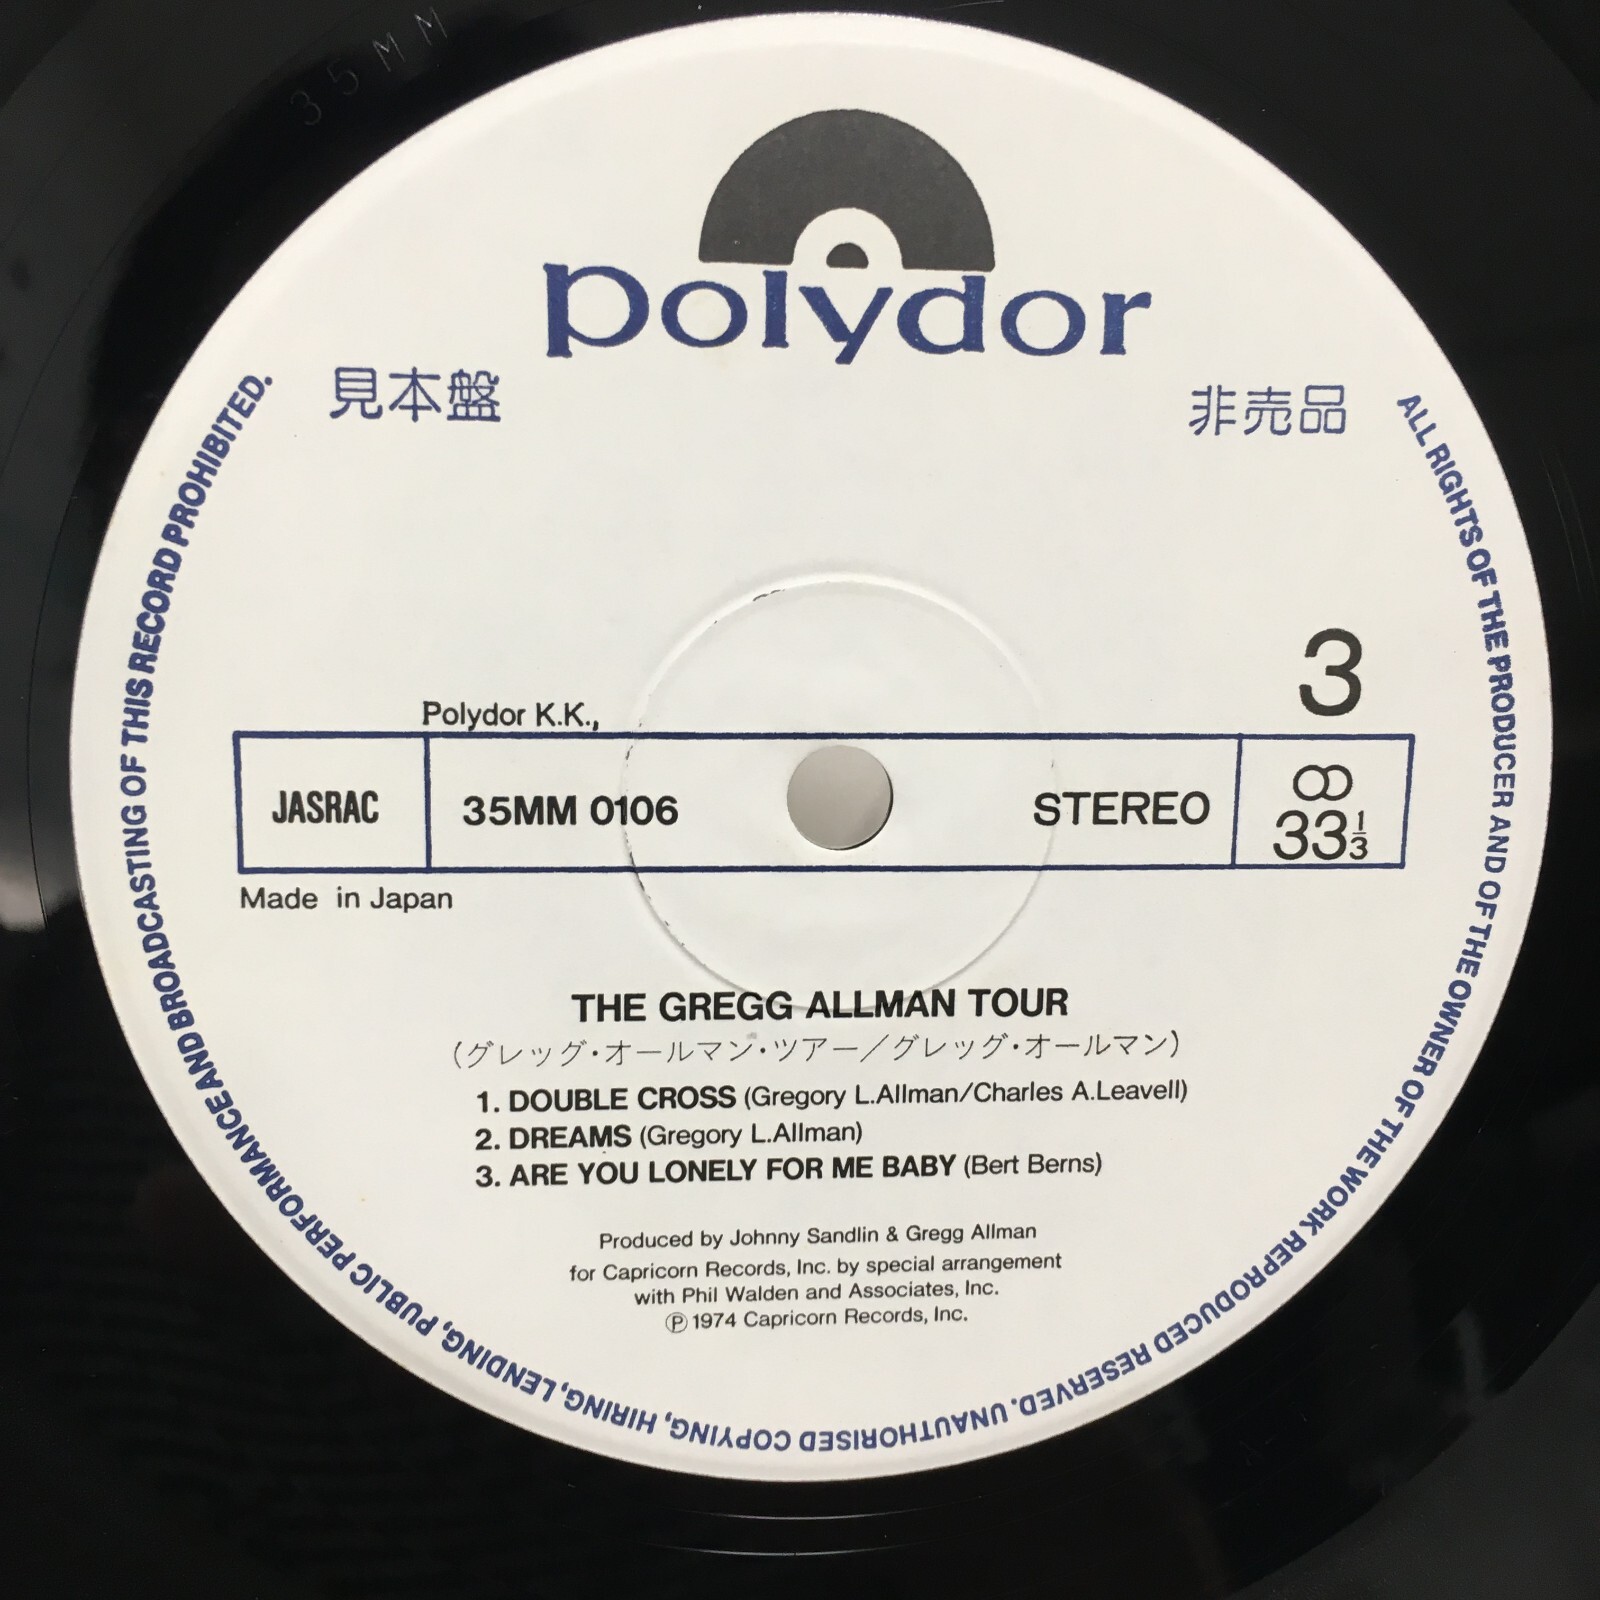 35MM
polydor
見本盤
非売品
3
Polydor K.K.,
JASRAC
35MM 0106
STEREO
∞
33⅓
Made in Japan
THE GREGG ALLMAN TOUR
(グレッグ・オールマン・ツアー/グレッグ・オールマン)
1. DOUBLE CROSS (Gregory L.Allman/Charles A.Leavell)
2. DREAMS (Gregory L.Allman)
3. ARE YOU LONELY FOR ME BABY (Bert Berns)
Produced by Johnny Sandlin & Gregg Allman
for Capricorn Records, Inc. by special arrangement
with Phil Walden and Associates, Inc.
Ⓟ 1974 Capricorn Records, Inc.
ALL RIGHTS OF THE PRODUCER AND OF THE OWNER OF THE WORK REPRODUCED RESERVED. UNAUTHORISED COPYING, HIRING, LENDING, PUBLIC PERFORMANCE AND BROADCASTING OF THIS RECORD PROHIBITED.